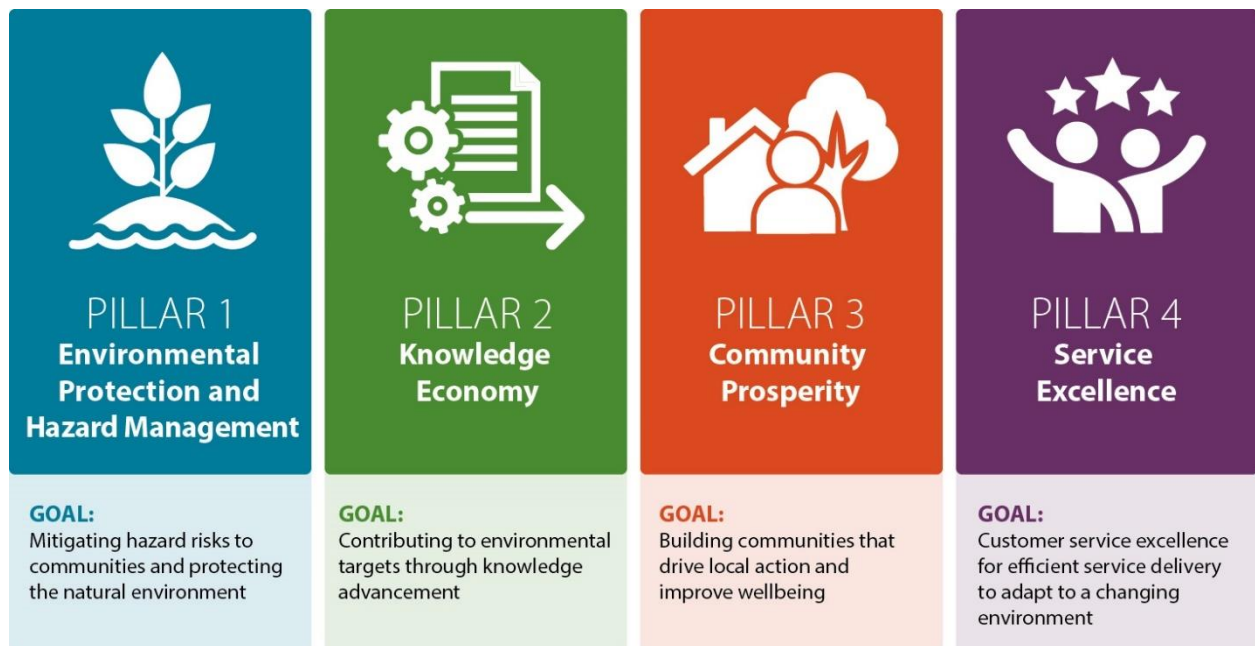 PILLAR 1
Environmental
Protection and
Hazard Management
GOAL:
Mitigating hazard risks to
communities and protecting
the natural environment
PILLAR 2
Knowledge
Economy
GOAL:
Contributing to environmental
targets through knowledge
advancement
PILLAR 3
Community
Prosperity
GOAL:
Building communities that
drive local action and
improve wellbeing
PILLAR 4
Service
Excellence
GOAL:
Customer service excellence
for efficient service delivery
to adapt to a changing
environment